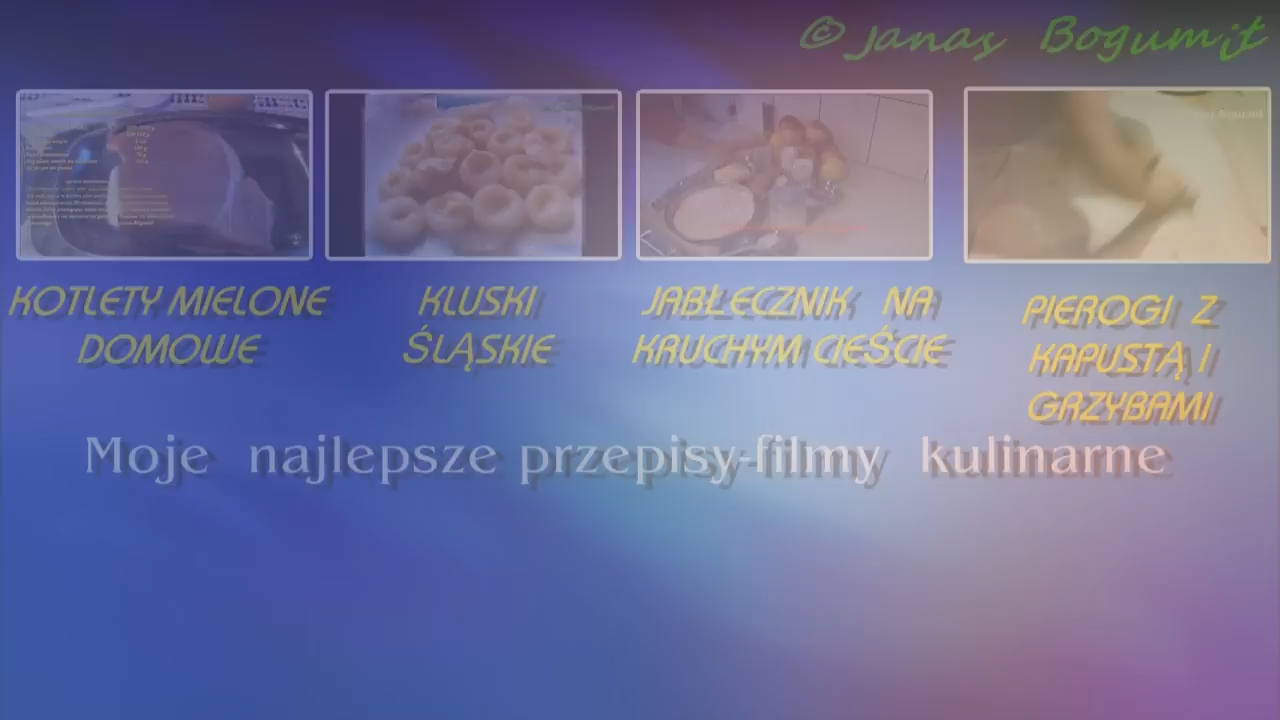 © Janas Bogumił
KOTLETY MIELONE
DOMOWE
KLUSKI
ŚLĄSKIE
JABŁECZNIK NA
KRUCHYM CIEŚCIE
PIEROGI Z
KAPUSTĄ I
GRZYBAMI
Moje najlepsze przepisy-filmy kulinarne